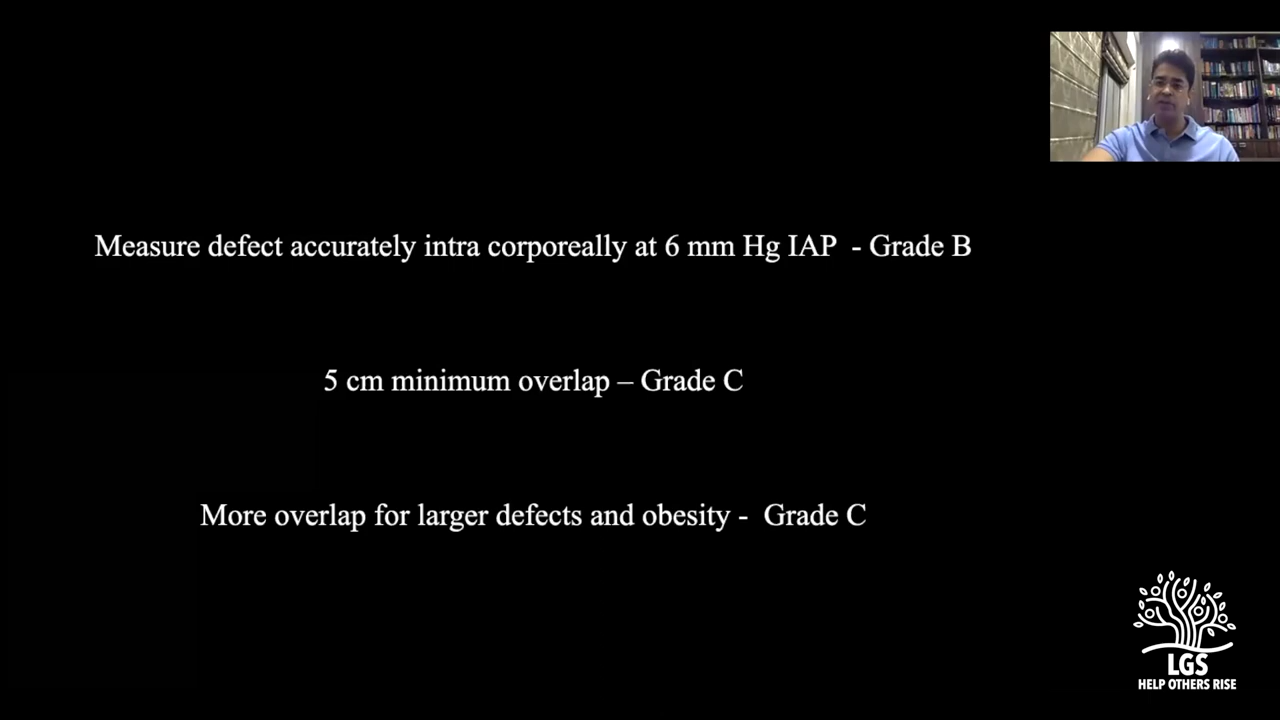 Measure defect accurately intra corporeally at 6 mm Hg IAP - Grade B
5 cm minimum overlap – Grade C
More overlap for larger defects and obesity - Grade C
LGS
HELP OTHERS RISE